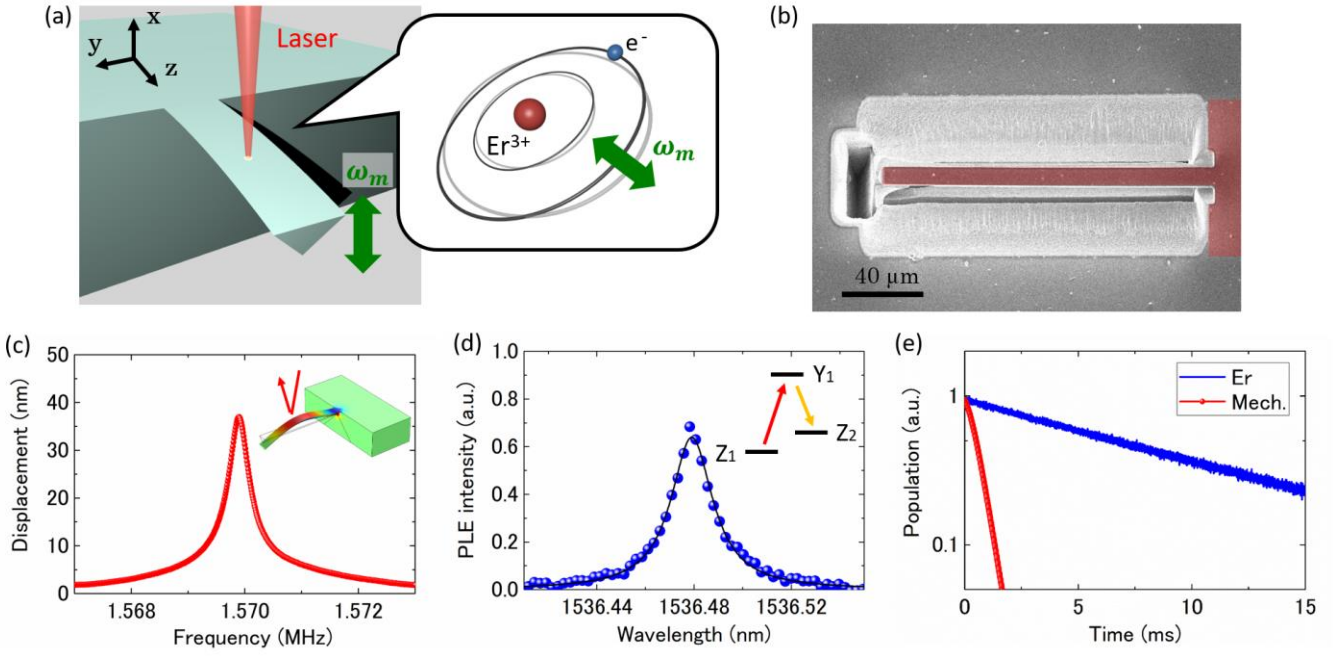 (a)
x
y
z
Laser
ωm
e-
Er3+
ωm
(b)
40 μm
(c)
Displacement (nm)
50
40
30
20
10
0
1.568
1.570
1.572
Frequency (MHz)
(d)
PLE intensity (a.u.)
1.0
0.8
0.6
0.4
0.2
0.0
Y1
Z1
Z2
1536.44
1536.48
1536.52
Wavelength (nm)
(e)
Population (a.u.)
1
0.1
Er
Mech.
0
5
10
15
Time (ms)